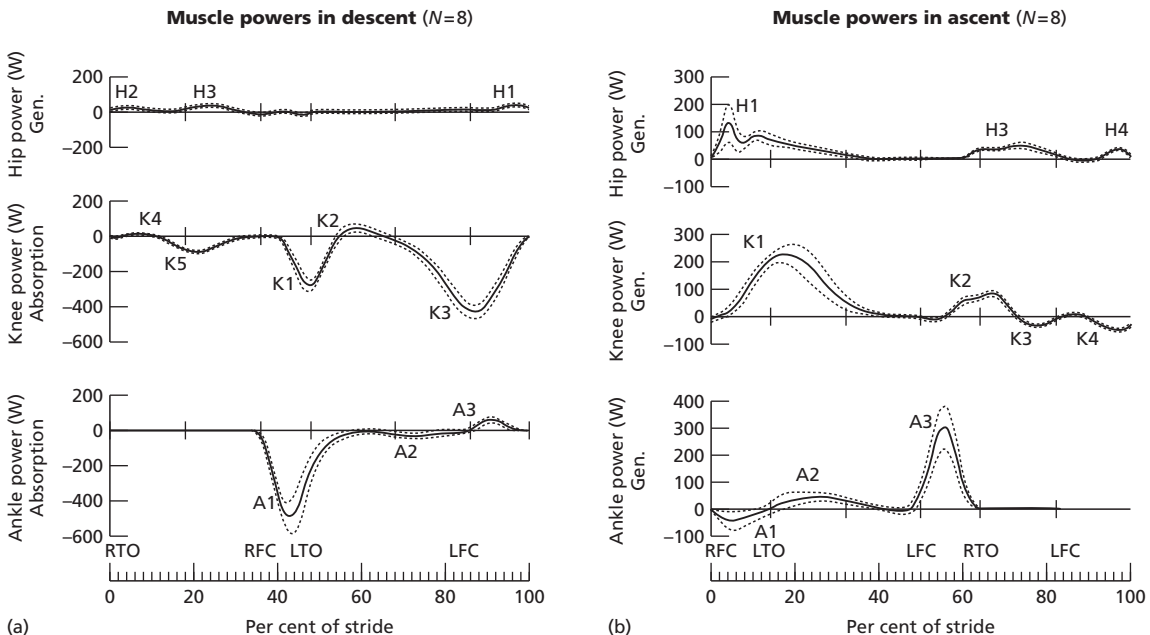 Muscle powers in descent (N=8)
Hip power (W)
Gen.
200
0
−200
H2
H3
H1
Knee power (W)
Absorption
200
0
−200
−400
−600
K4
K5
K1
K2
K3
Ankle power (W)
Absorption
200
0
−200
−400
−600
A1
A2
A3
RTO
RFC
LTO
LFC
0
20
40
60
80
100
(a)
Per cent of stride
Muscle powers in ascent (N=8)
Hip power (W)
Gen.
300
200
100
0
−100
H1
H3
H4
Knee power (W)
Gen.
300
200
100
0
−100
K1
K2
K3
K4
Ankle power (W)
Gen.
400
300
200
100
0
−100
A1
A2
A3
RFC
LTO
LFC
RTO
LFC
0
20
40
60
80
100
(b)
Per cent of stride